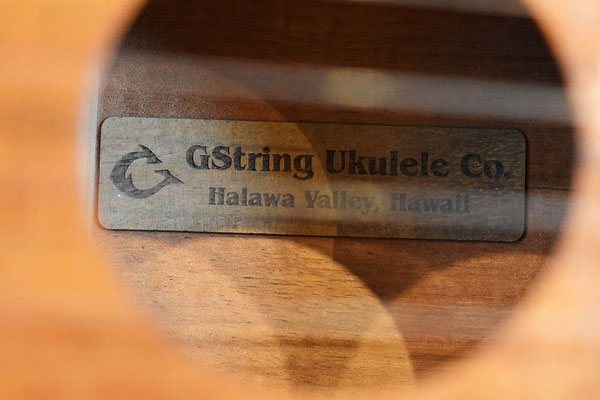 GString Ukulele Co.
Halawa Valley, Hawaii